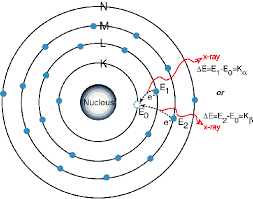 N
M
L
K
Nucleus
x-ray
E₁
e⁻
ΔE=E₁-E₀=Kα
or
E₀
ΔE=E₂-E₀=Kβ
e⁻
E₂
x-ray